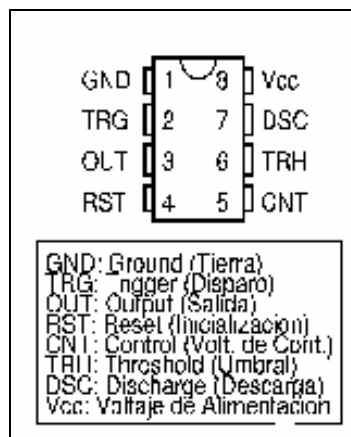 GND 1 8 Vcc
TRG 2 7 DSC
OUT 3 6 TRH
RST 4 5 CNT
GND: Ground (Tierra)
TRG: Trigger (Disparo)
OUT: Output (Salida)
RST: Reset (Inicialización)
CNT: Control (Volt. de Cont.)
TRH: Threshold (Umbral)
DSC: Discharge (Descarga)
Vcc: Voltaje de Alimentación